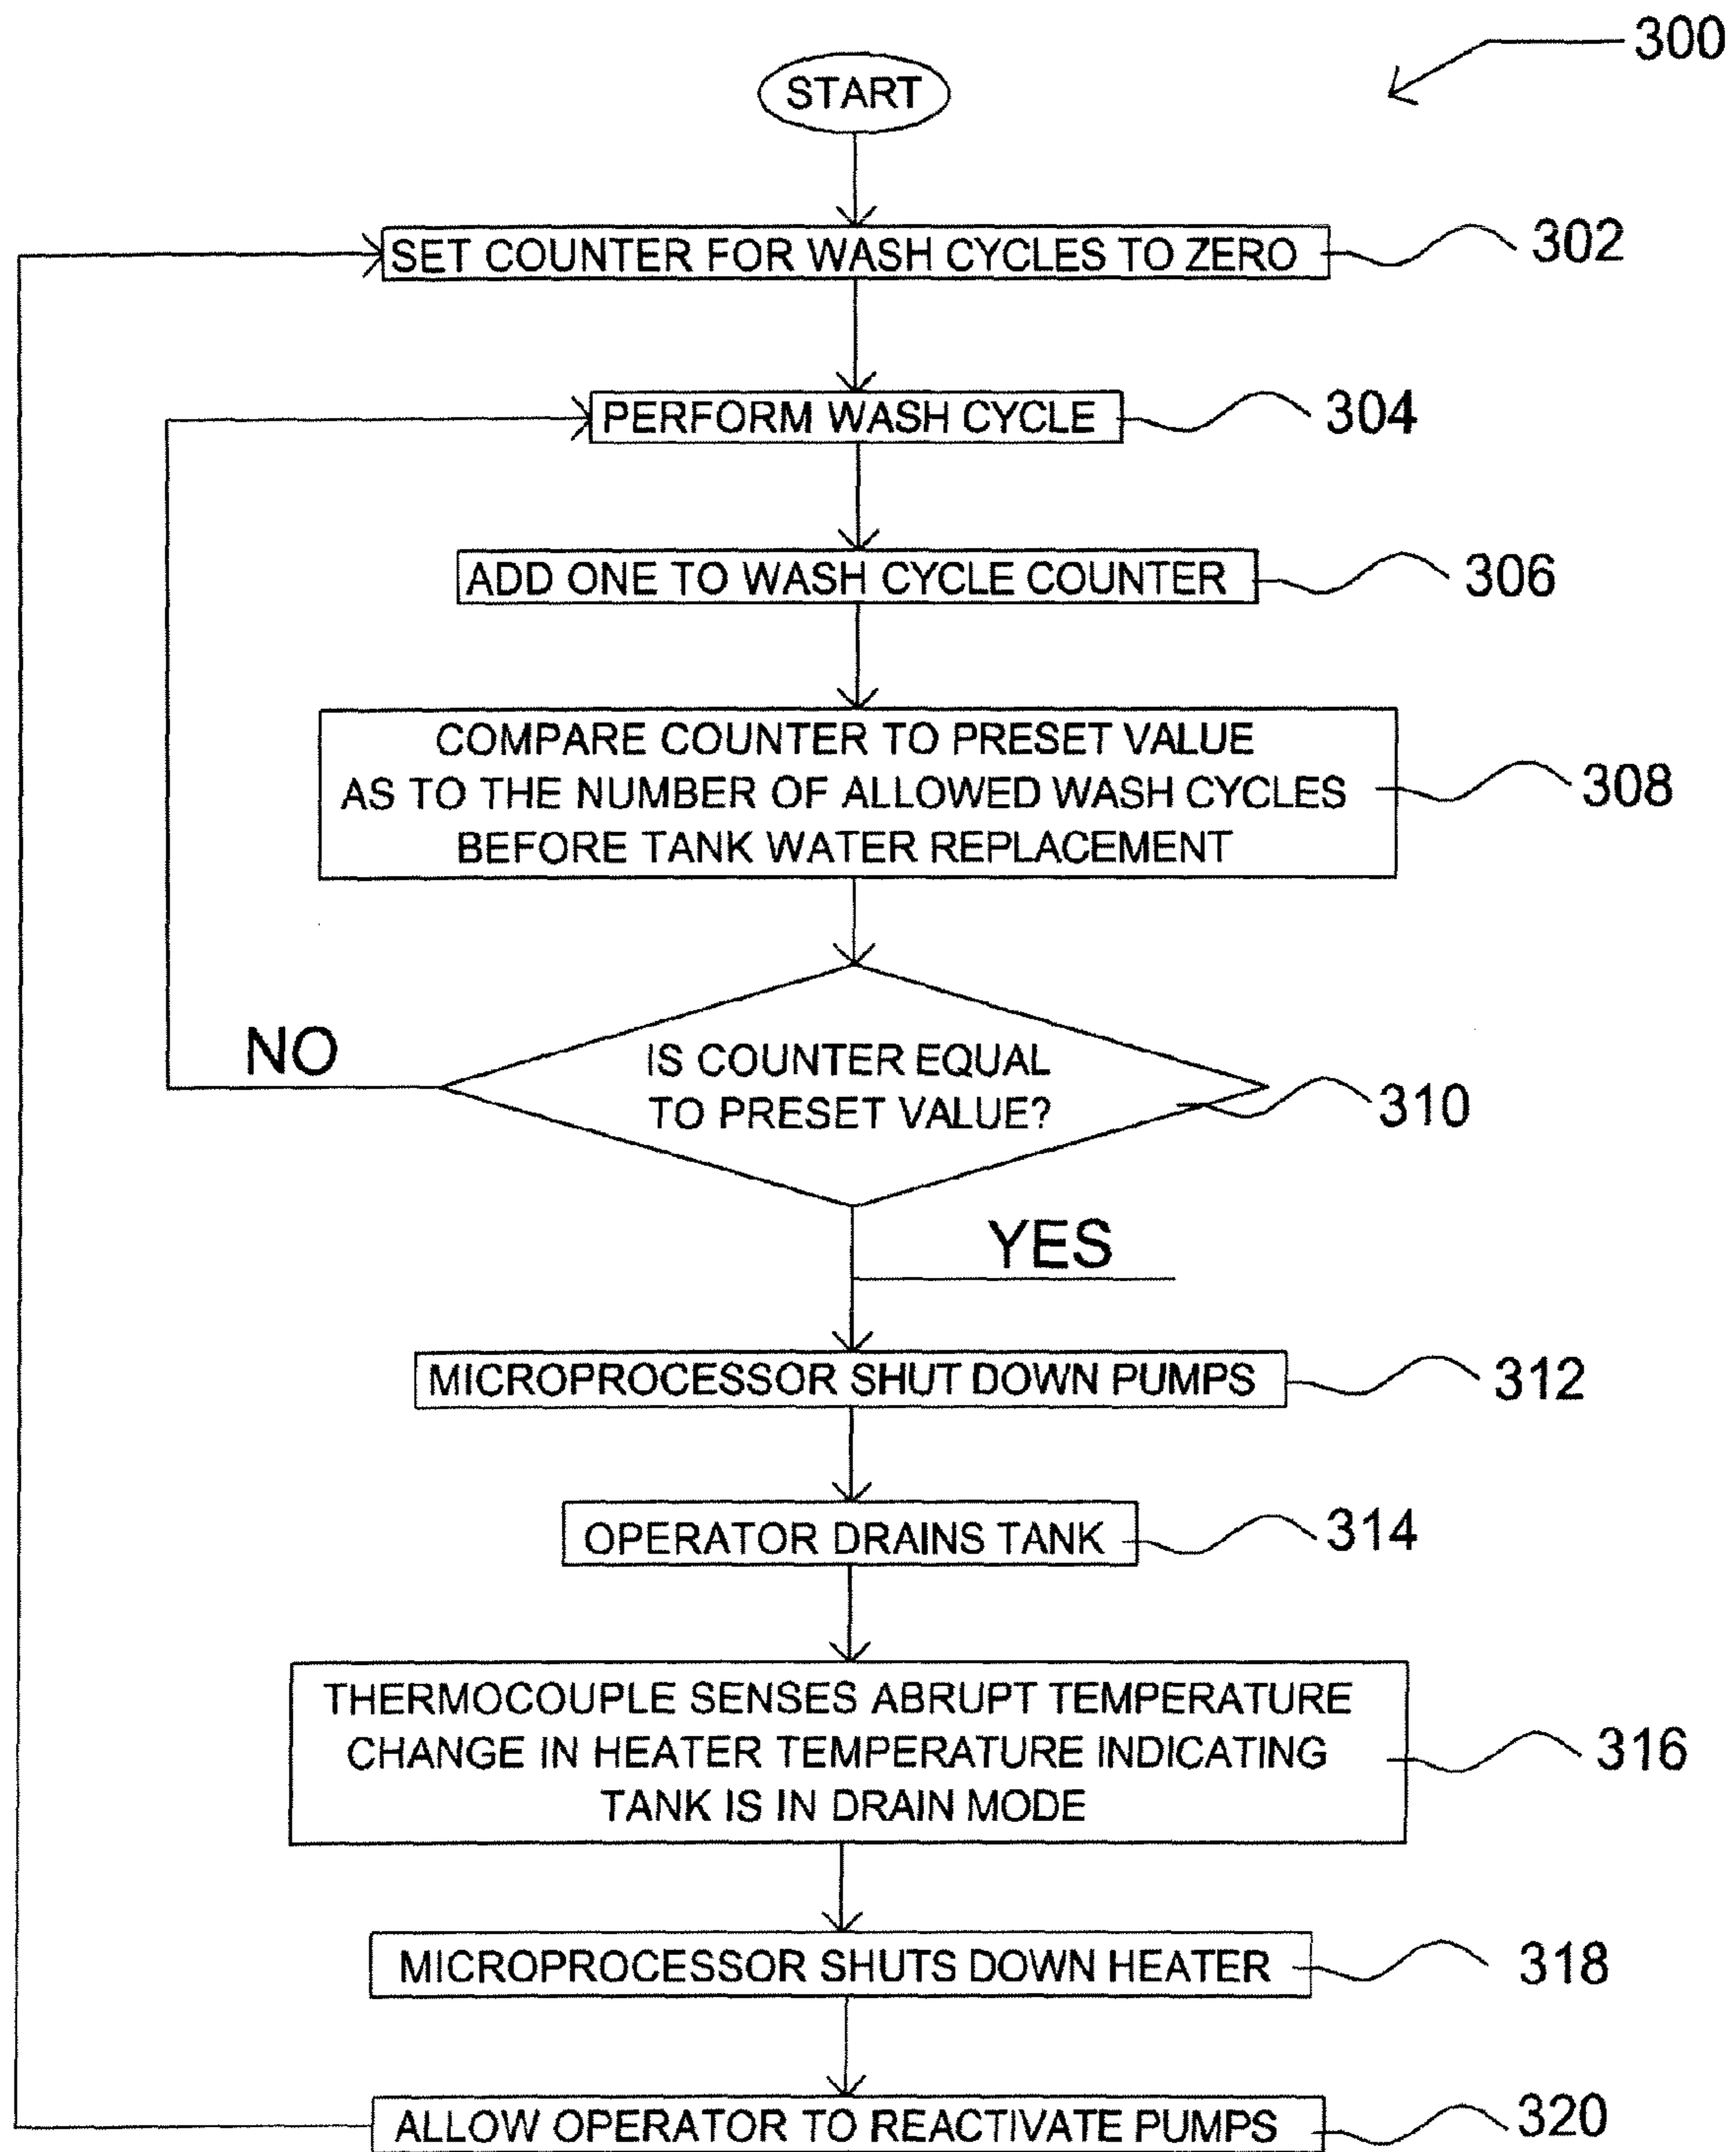 300
START
SET COUNTER FOR WASH CYCLES TO ZERO
302
PERFORM WASH CYCLE
304
ADD ONE TO WASH CYCLE COUNTER
306
COMPARE COUNTER TO PRESET VALUE
AS TO THE NUMBER OF ALLOWED WASH CYCLES
BEFORE TANK WATER REPLACEMENT
308
NO
IS COUNTER EQUAL
TO PRESET VALUE?
310
YES
MICROPROCESSOR SHUT DOWN PUMPS
312
OPERATOR DRAINS TANK
314
THERMOCOUPLE SENSES ABRUPT TEMPERATURE
CHANGE IN HEATER TEMPERATURE INDICATING
TANK IS IN DRAIN MODE
316
MICROPROCESSOR SHUTS DOWN HEATER
318
ALLOW OPERATOR TO REACTIVATE PUMPS
320